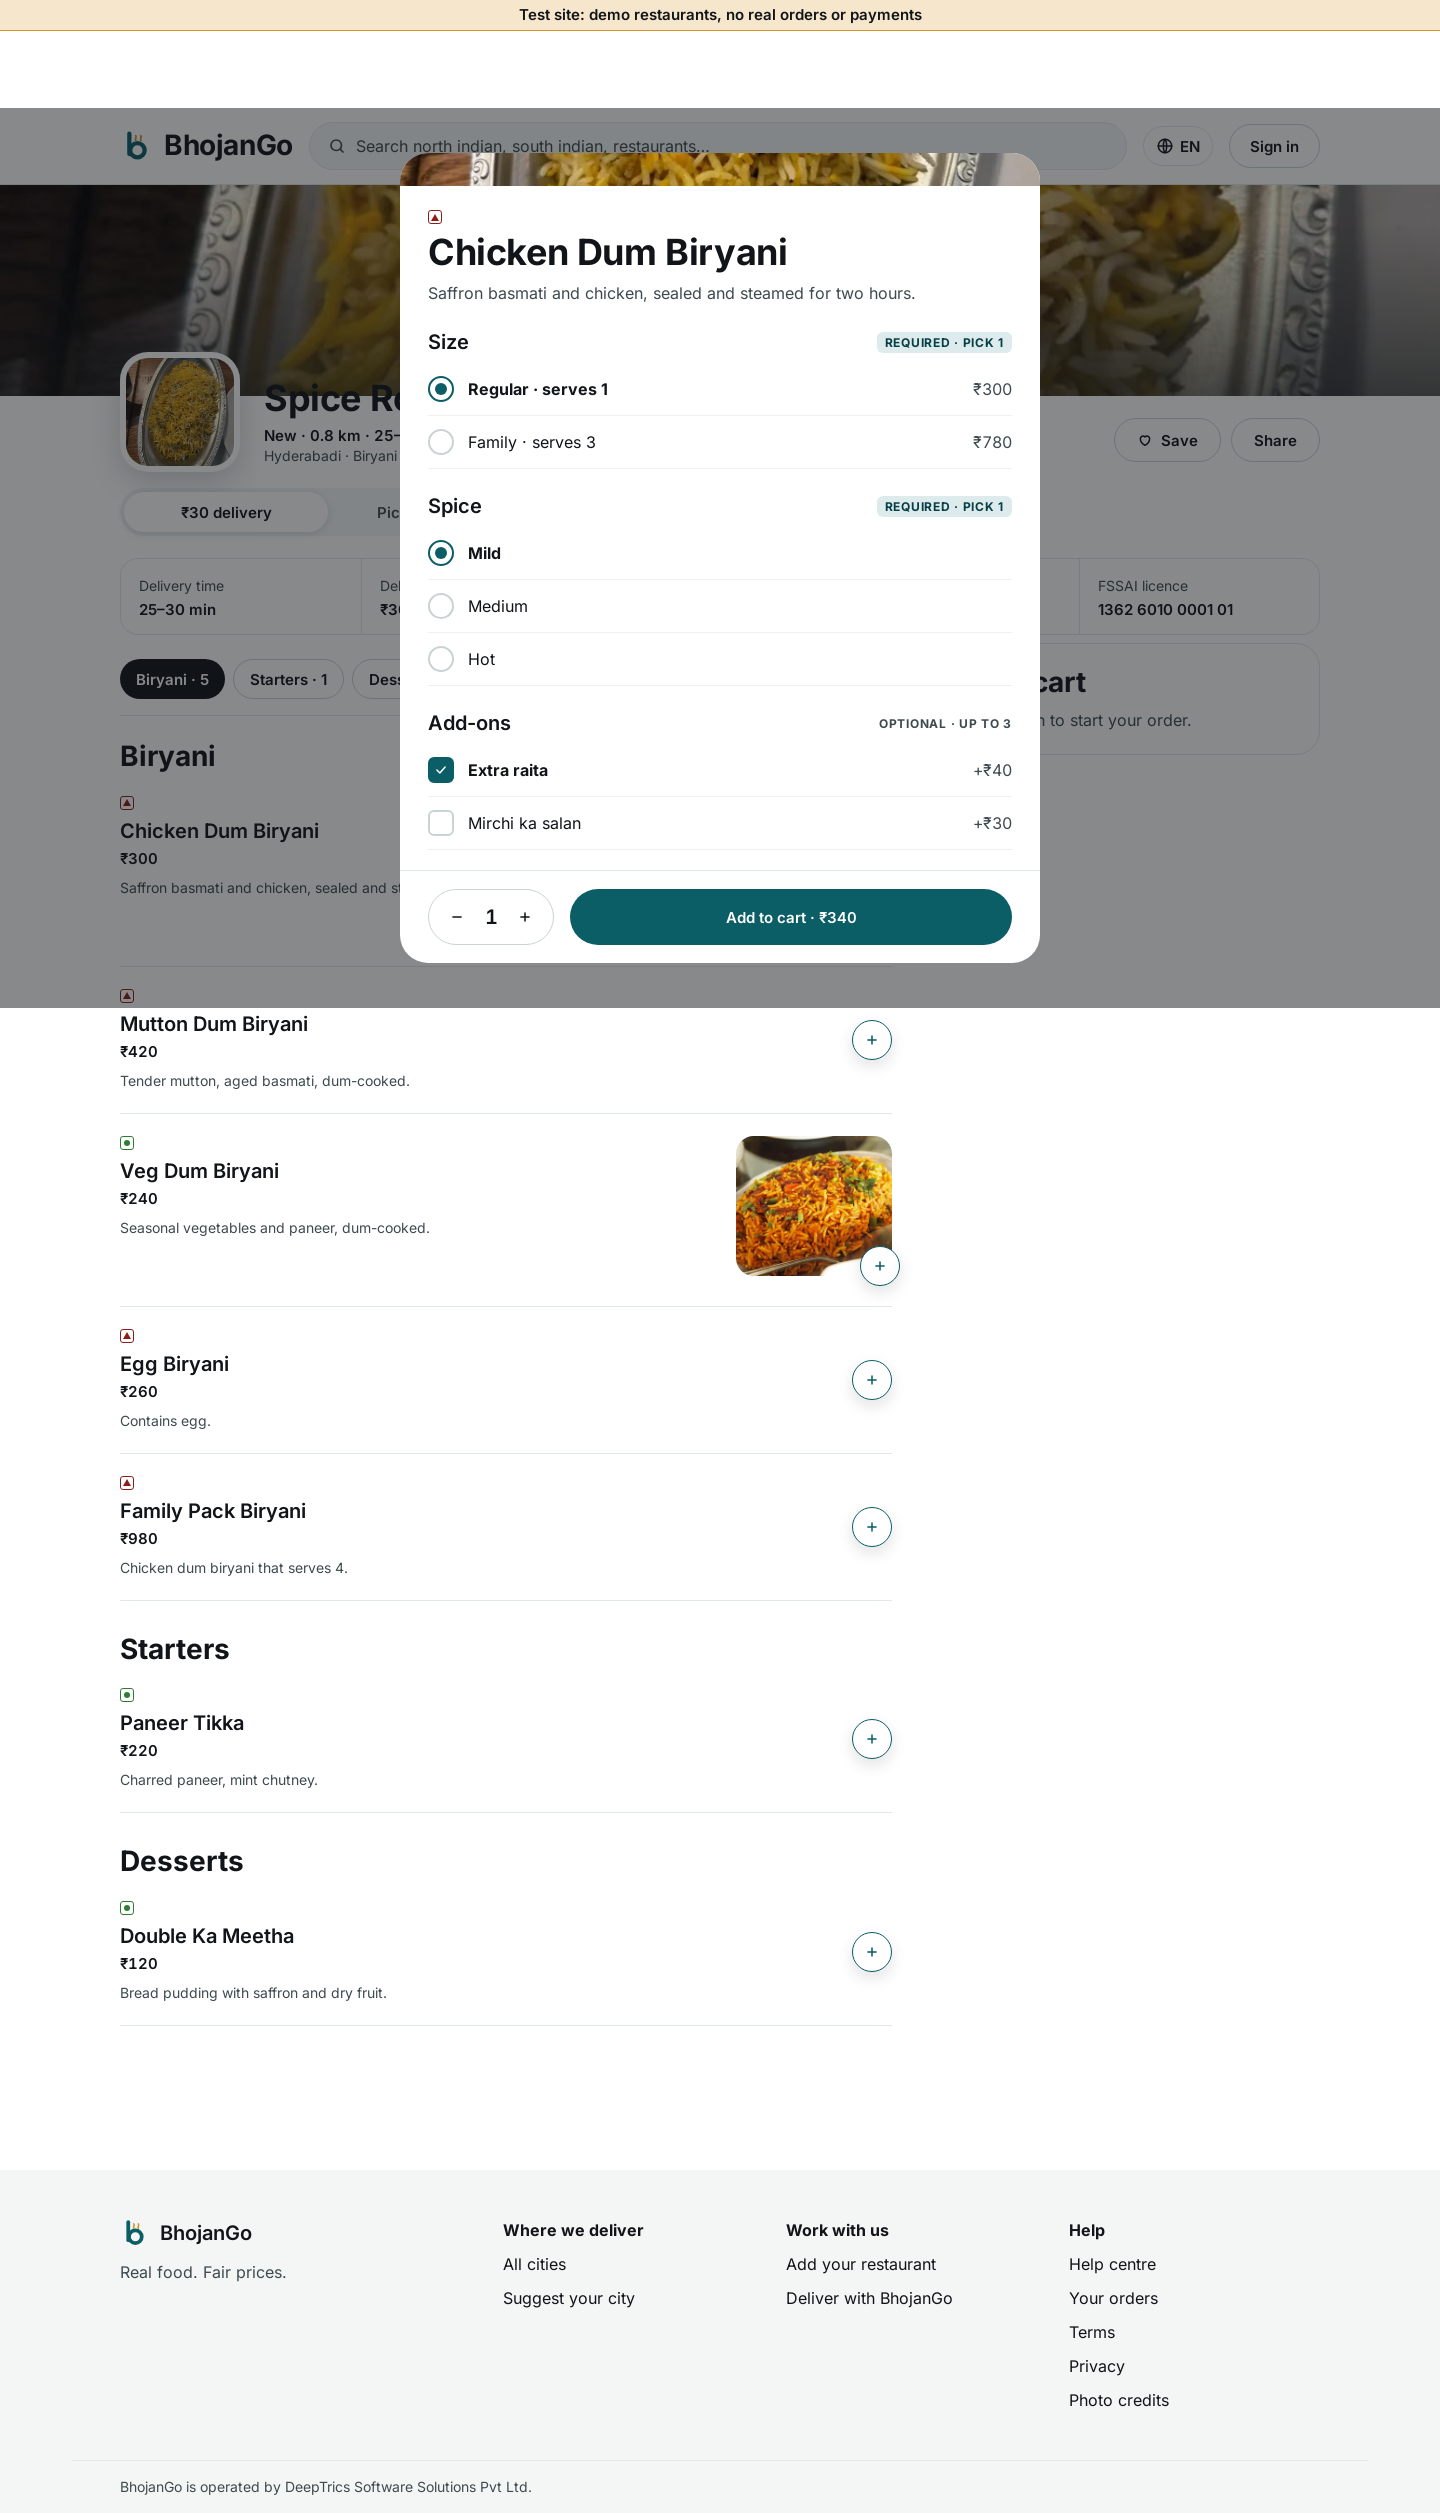 Test site: demo restaurants, no real orders or payments
BhojanGo
Search north indian, south indian, restaurants...
EN
Sign in
Chicken Dum Biryani
Saffron basmati and chicken, sealed and steamed for two hours.
Size
REQUIRED · PICK 1
Regular · serves 1
₹300
Family · serves 3
₹780
Spice
REQUIRED · PICK 1
Mild
Medium
Hot
Add-ons
OPTIONAL · UP TO 3
Extra raita
+₹40
Mirchi ka salan
+₹30
1
Add to cart · ₹340
Spice
New · 0.8 km
Hyderabadi · Biryani
Save
Share
₹30 delivery
Delivery time
25–30 min
FSSAI licence
1362 6010 0001 01
Biryani · 5
Starters · 1
cart
to start your order.
Biryani
Chicken Dum Biryani
₹300
Saffron basmati and chicken, sealed and
Mutton Dum Biryani
₹420
Tender mutton, aged basmati, dum-cooked.
Veg Dum Biryani
₹240
Seasonal vegetables and paneer, dum-cooked.
Egg Biryani
₹260
Contains egg.
Family Pack Biryani
₹980
Chicken dum biryani that serves 4.
Starters
Paneer Tikka
₹220
Charred paneer, mint chutney.
Desserts
Double Ka Meetha
₹120
Bread pudding with saffron and dry fruit.
BhojanGo
Real food. Fair prices.
Where we deliver
All cities
Suggest your city
Work with us
Add your restaurant
Deliver with BhojanGo
Help
Help centre
Your orders
Terms
Privacy
Photo credits
BhojanGo is operated by DeepTrics Software Solutions Pvt Ltd.